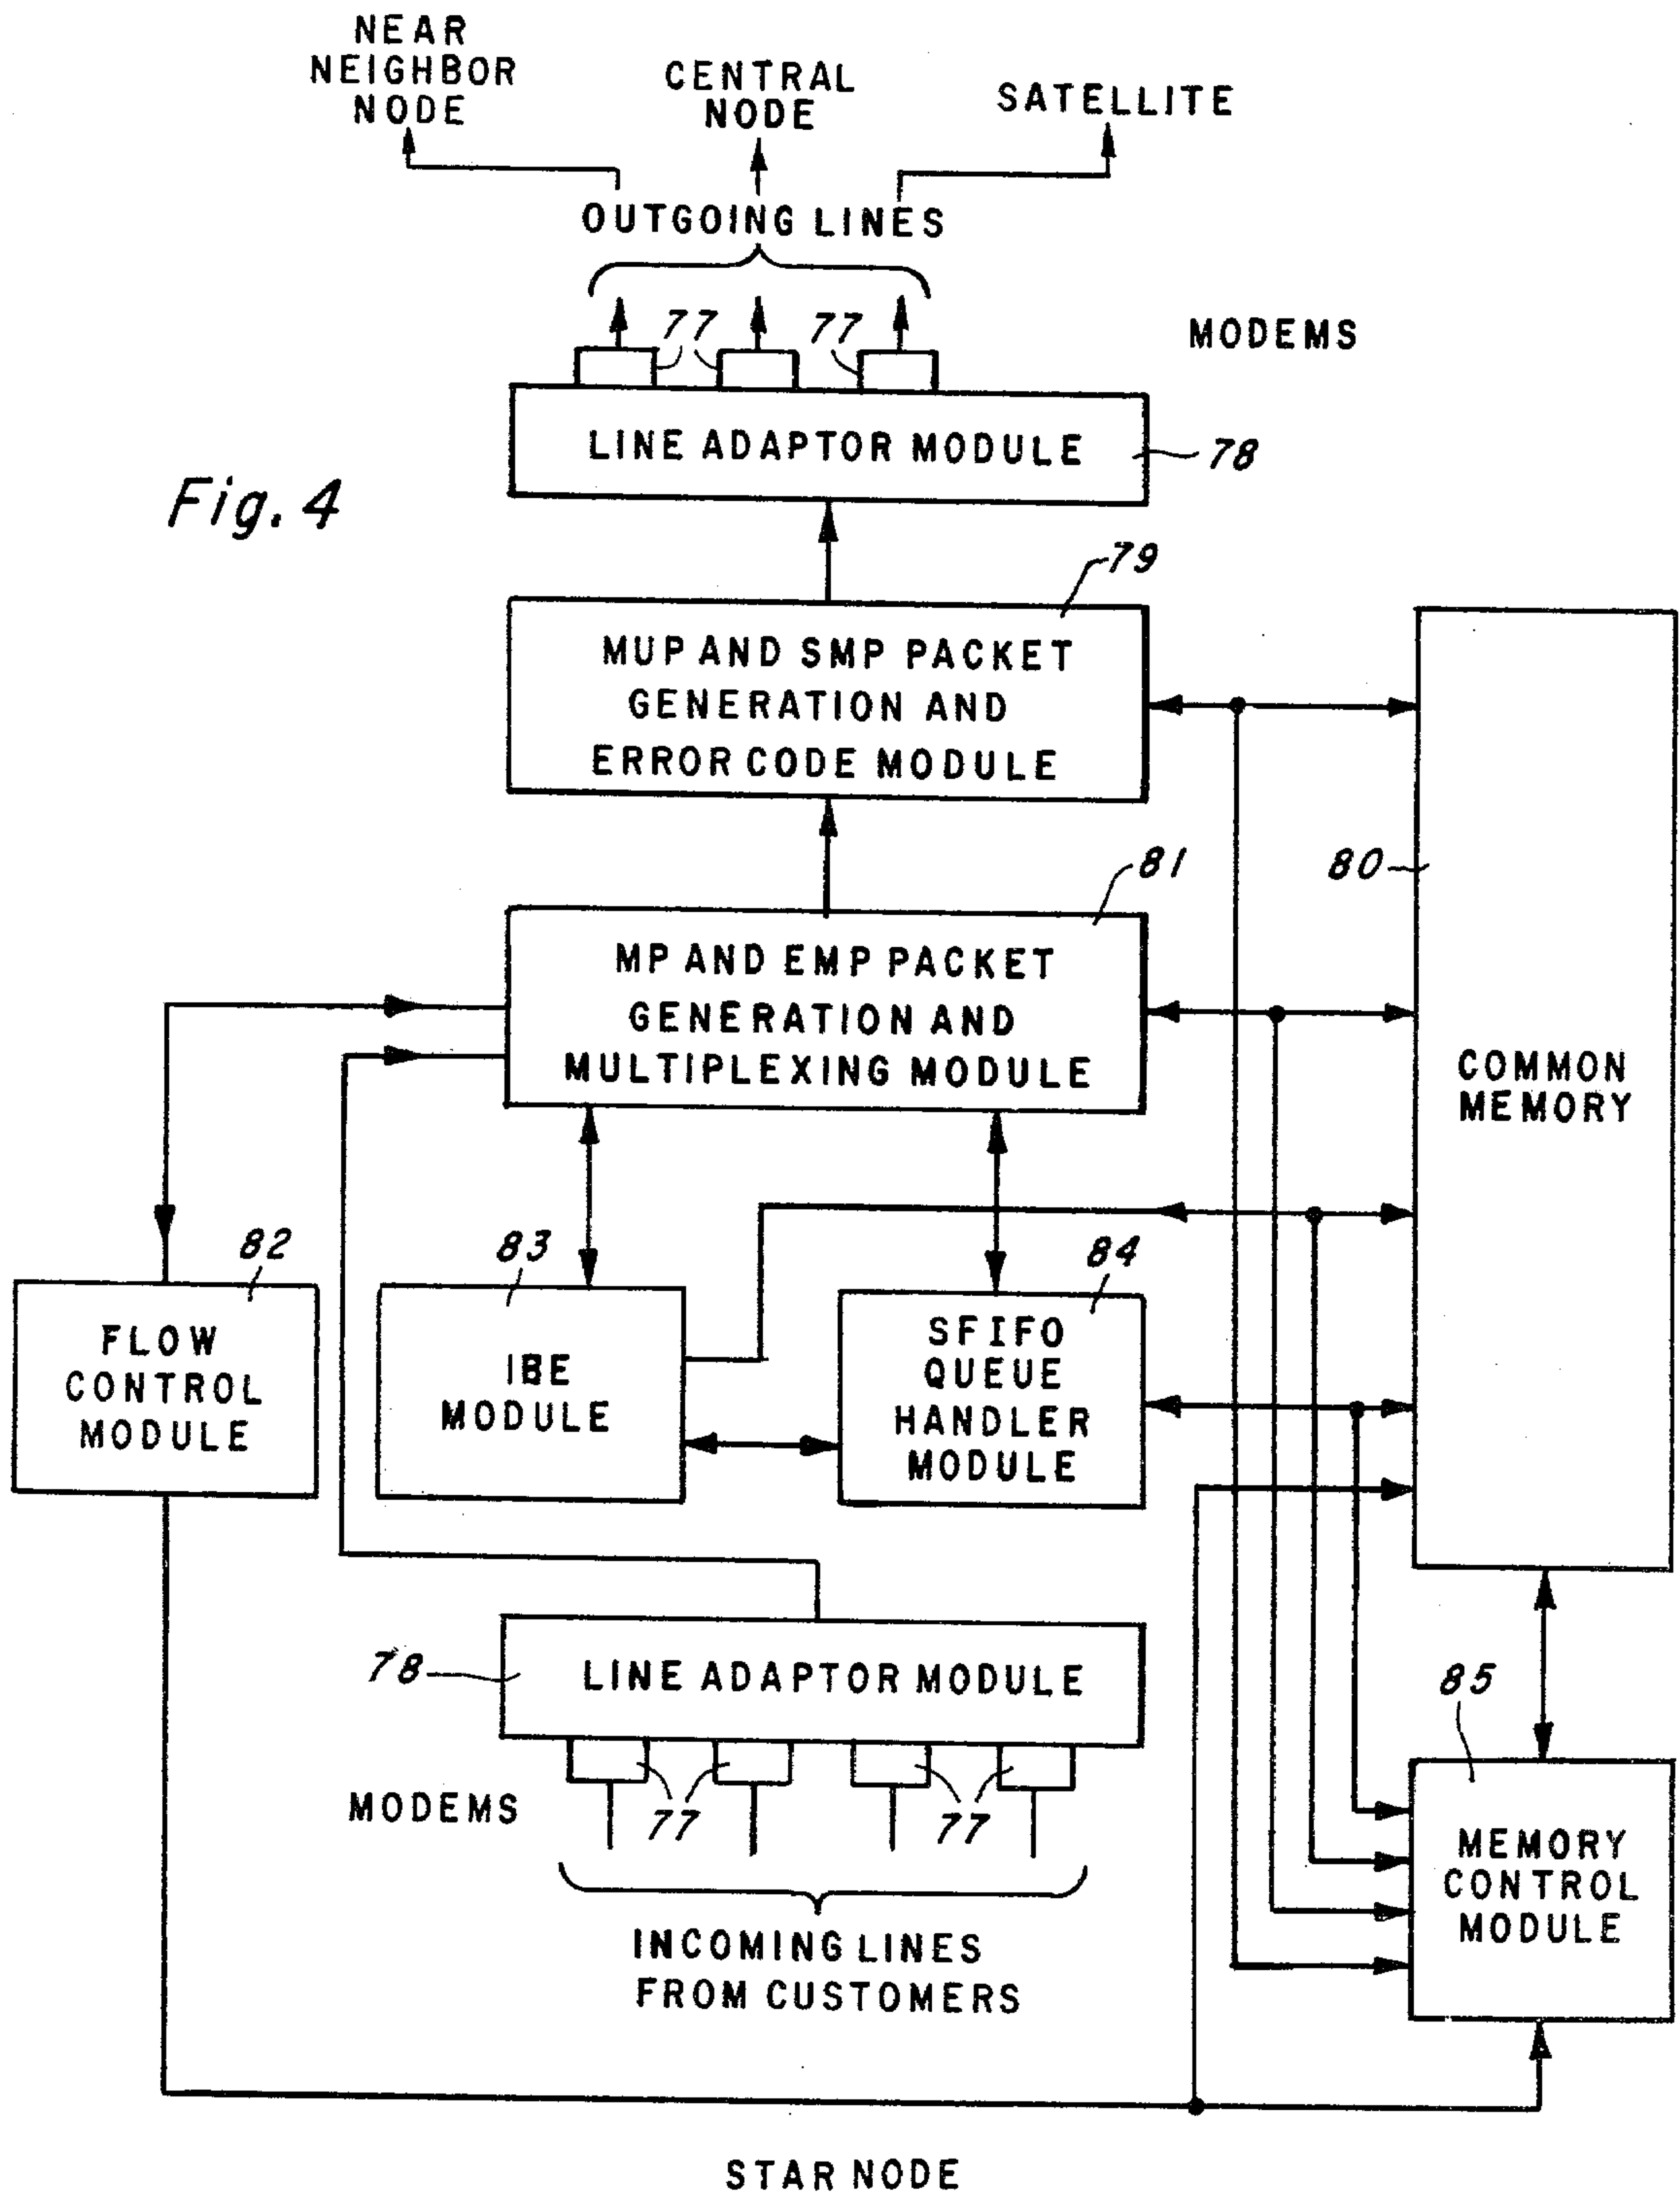 NEAR
NEIGHBOR
NODE
CENTRAL
NODE
SATELLITE
OUTGOING LINES
77
77
MODEMS
LINE ADAPTOR MODULE
78
Fig. 4
79
MUP AND SMP PACKET
GENERATION AND
ERROR CODE MODULE
81
80
MP AND EMP PACKET
GENERATION AND
MULTIPLEXING MODULE
COMMON
MEMORY
82
83
84
FLOW
CONTROL
MODULE
IBE
MODULE
SFIFO
QUEUE
HANDLER
MODULE
78
LINE ADAPTOR MODULE
85
MODEMS
77
77
MEMORY
CONTROL
MODULE
INCOMING LINES
FROM CUSTOMERS
STAR NODE